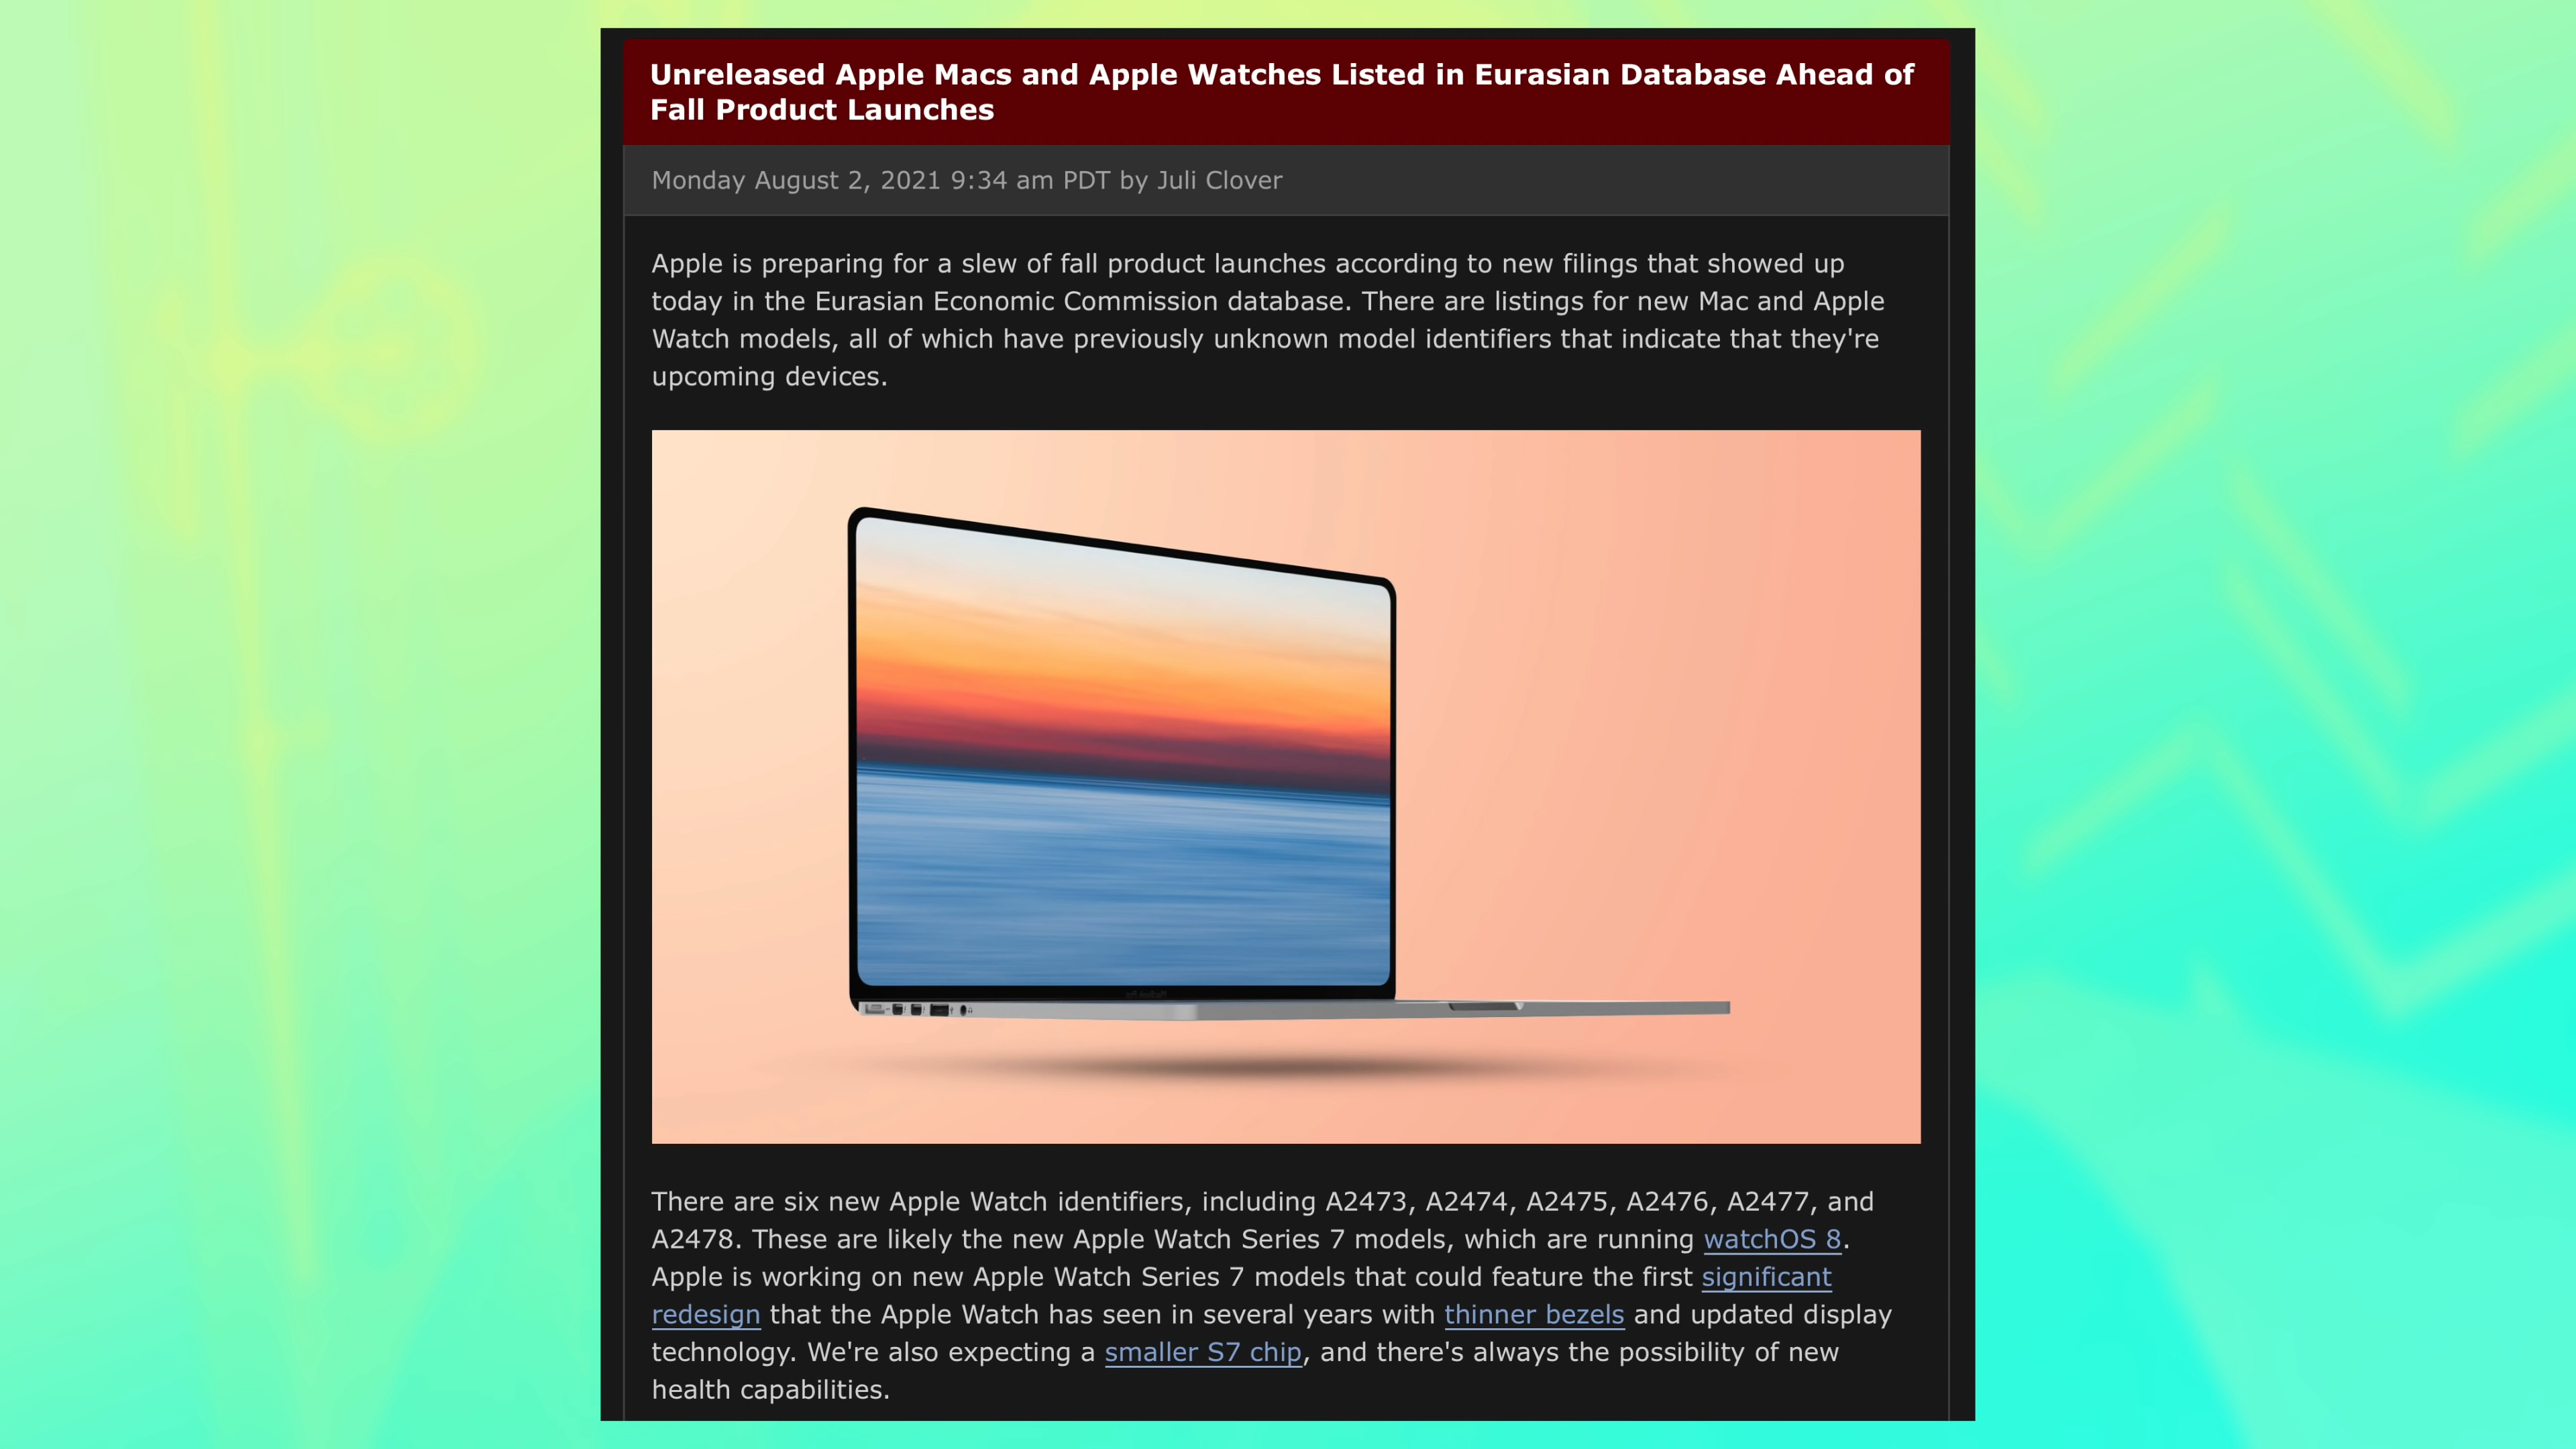 Unreleased Apple Macs and Apple Watches Listed in Eurasian Database Ahead of
Fall Product Launches
Monday August 2, 2021 9:34 am PDT by Juli Clover
Apple is preparing for a slew of fall product launches according to new filings that showed up
today in the Eurasian Economic Commission database. There are listings for new Mac and Apple
Watch models, all of which have previously unknown model identifiers that indicate that they're
upcoming devices.
There are six new Apple Watch identifiers, including A2473, A2474, A2475, A2476, A2477, and
A2478. These are likely the new Apple Watch Series 7 models, which are running watchOS 8.
Apple is working on new Apple Watch Series 7 models that could feature the first significant
redesign that the Apple Watch has seen in several years with thinner bezels and updated display
technology. We're also expecting a smaller S7 chip, and there's always the possibility of new
health capabilities.